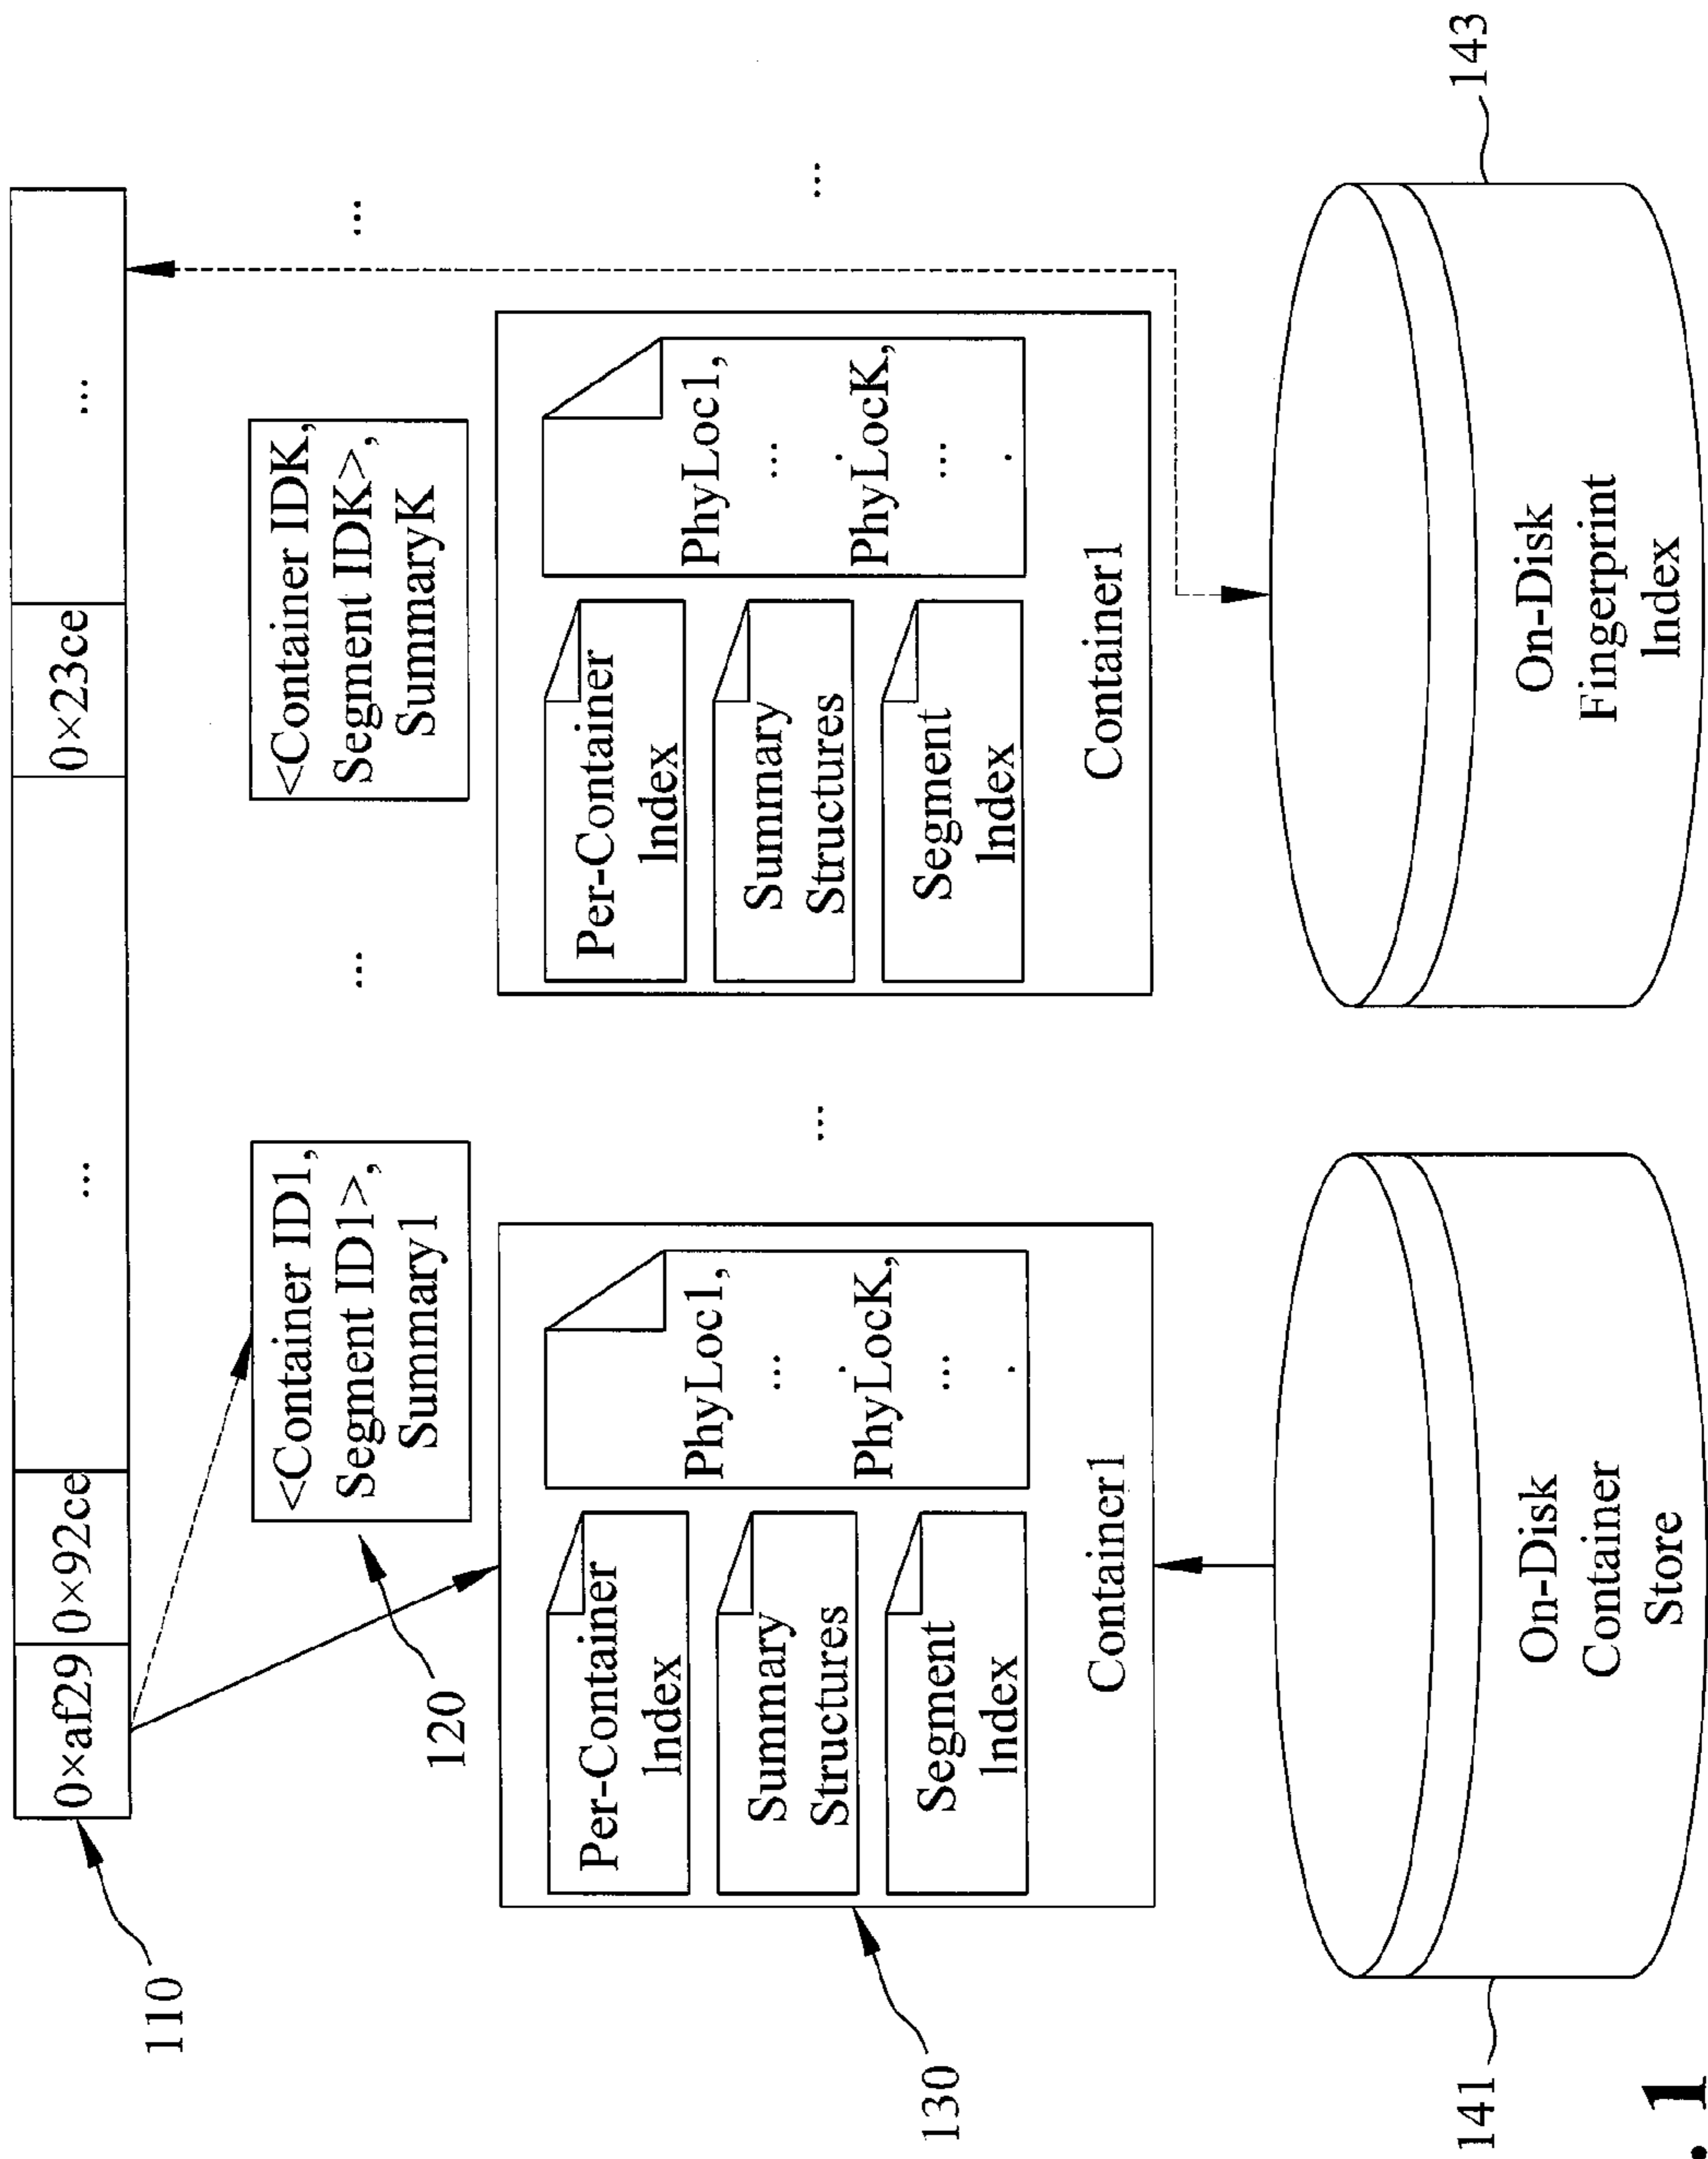 110
0×af29 0×92ce ... 0×23ce ...
120
<Container ID1,
Segment ID1>,
Summary1
...
<Container IDK,
Segment IDK>,
SummaryK
...
130
Per-Container
Index
Summary
Structures
Segment
Index
PhyLoc1,
...
PhyLocK,
...
.
Container1
...
Per-Container
Index
Summary
Structures
Segment
Index
PhyLoc1,
...
PhyLocK,
...
.
Container1
...
141
On-Disk
Container
Store
On-Disk
Fingerprint
Index
143
. 1